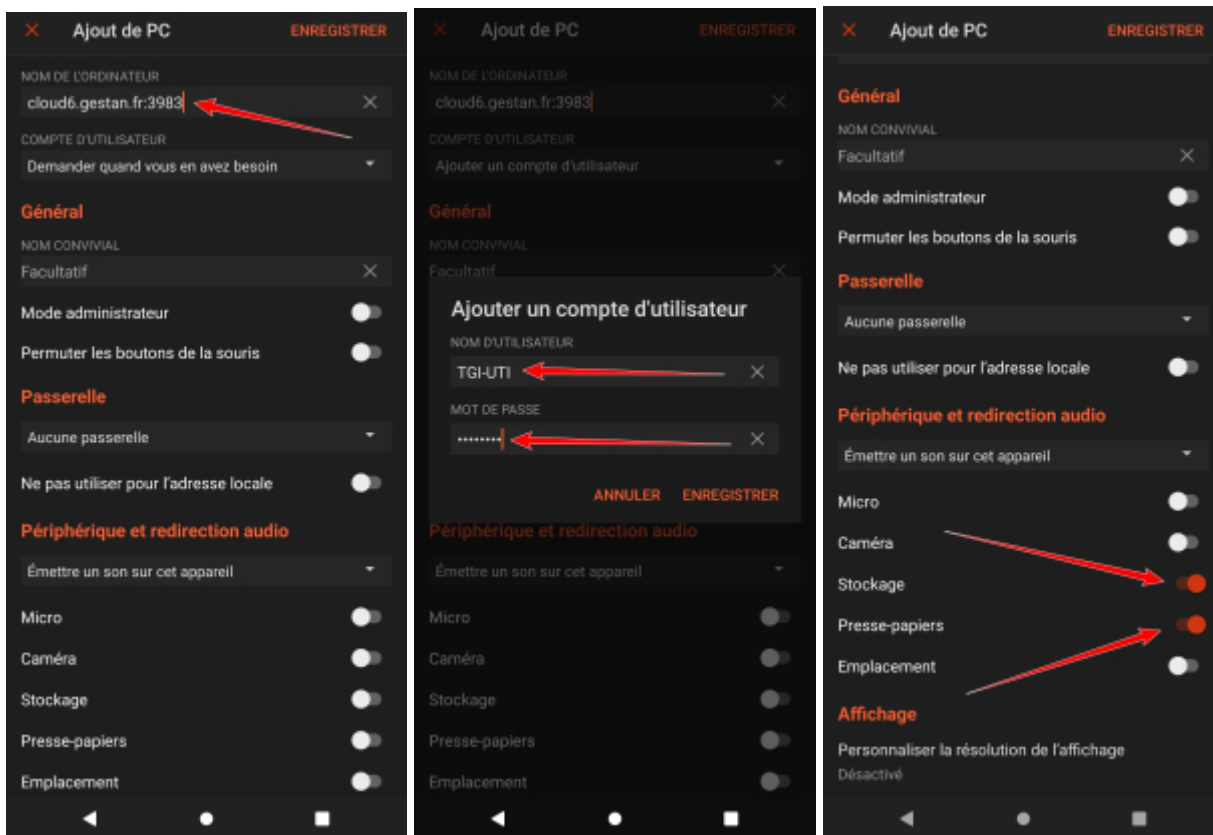 Ajout de PC
ENREGISTRER
NOM DE L'ORDINATEUR
cloud6.gestan.fr:3983
COMPTE D'UTILISATEUR
Demander quand vous en avez besoin
Général
NOM CONVIVIAL
Facultatif
Mode administrateur
Permuter les boutons de la souris
Passerelle
Aucune passerelle
Ne pas utiliser pour l'adresse locale
Périphérique et redirection audio
Émettre un son sur cet appareil
Micro
Caméra
Stockage
Presse-papiers
Emplacement
Ajout de PC
ENREGISTRER
NOM DE L'ORDINATEUR
cloud6.gestan.fr:3983
COMPTE D'UTILISATEUR
Ajouter un compte d'utilisateur
Général
NOM CONVIVIAL
Facultatif
Ajouter un compte d'utilisateur
NOM D'UTILISATEUR
TGI-UTI
MOT DE PASSE
••••••••
ANNULER ENREGISTRER
Périphérique et redirection audio
Émettre un son sur cet appareil
Micro
Caméra
Stockage
Presse-papiers
Emplacement
Ajout de PC
ENREGISTRER
Général
NOM CONVIVIAL
Facultatif
Mode administrateur
Permuter les boutons de la souris
Passerelle
Aucune passerelle
Ne pas utiliser pour l'adresse locale
Périphérique et redirection audio
Émettre un son sur cet appareil
Micro
Caméra
Stockage
Presse-papiers
Emplacement
Affichage
Personnaliser la résolution de l'affichage
Désactivé